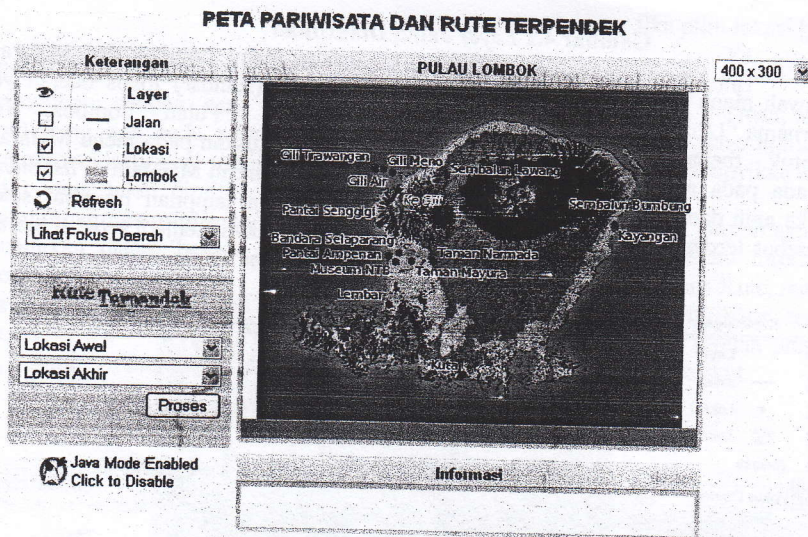 PETA PARIWISATA DAN RUTE TERPENDEK
Keterangan
Layer
Jalan
Lokasi
Lombok
Refresh
Lihat Fokus Daerah
Rute Terpendek
Lokasi Awal
Lokasi Akhir
Proses
Java Mode Enabled
Click to Disable
PULAU LOMBOK
400 x 300
Gili Trawangan
Gili Meno
Sembalun Lawang
Gili Air
Pantai Senggigi
Sembalun Bumbung
Kayangan
Bandara Selaparang
Pantai Ampenan
Taman Narmada
Museum NTB
Taman Mayura
Lembar
Kuta
Informasi